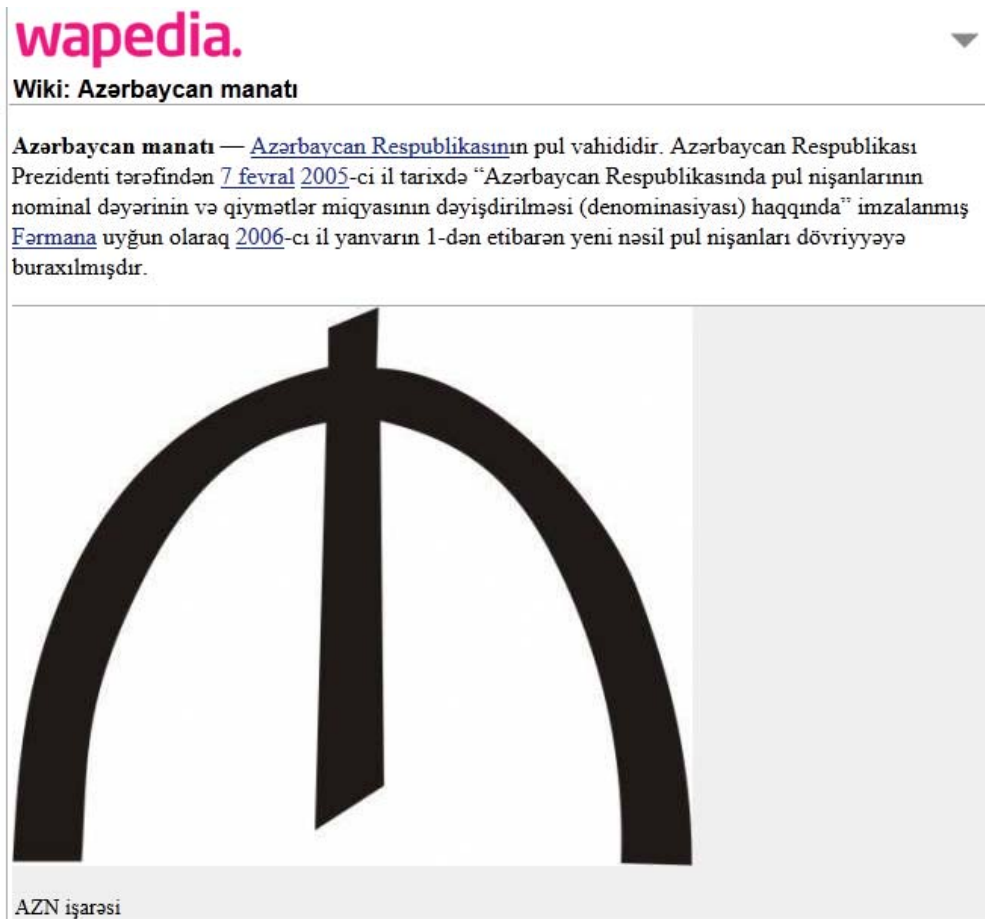 wapedia.
Wiki: Azərbaycan manatı
Azərbaycan manatı — Azərbaycan Respublikasının pul vahididir. Azərbaycan Respublikası
Prezidenti tərəfindən 7 fevral 2005-ci il tarixdə “Azərbaycan Respublikasında pul nişanlarının
nominal dəyərinin və qiymətlər miqyasının dəyişdirilməsi (denominasiyası) haqqında” imzalanmış
Fərmana uyğun olaraq 2006-cı il yanvarın 1-dən etibarən yeni nəsil pul nişanları dövriyyəyə
buraxılmışdır.
AZN işarəsi